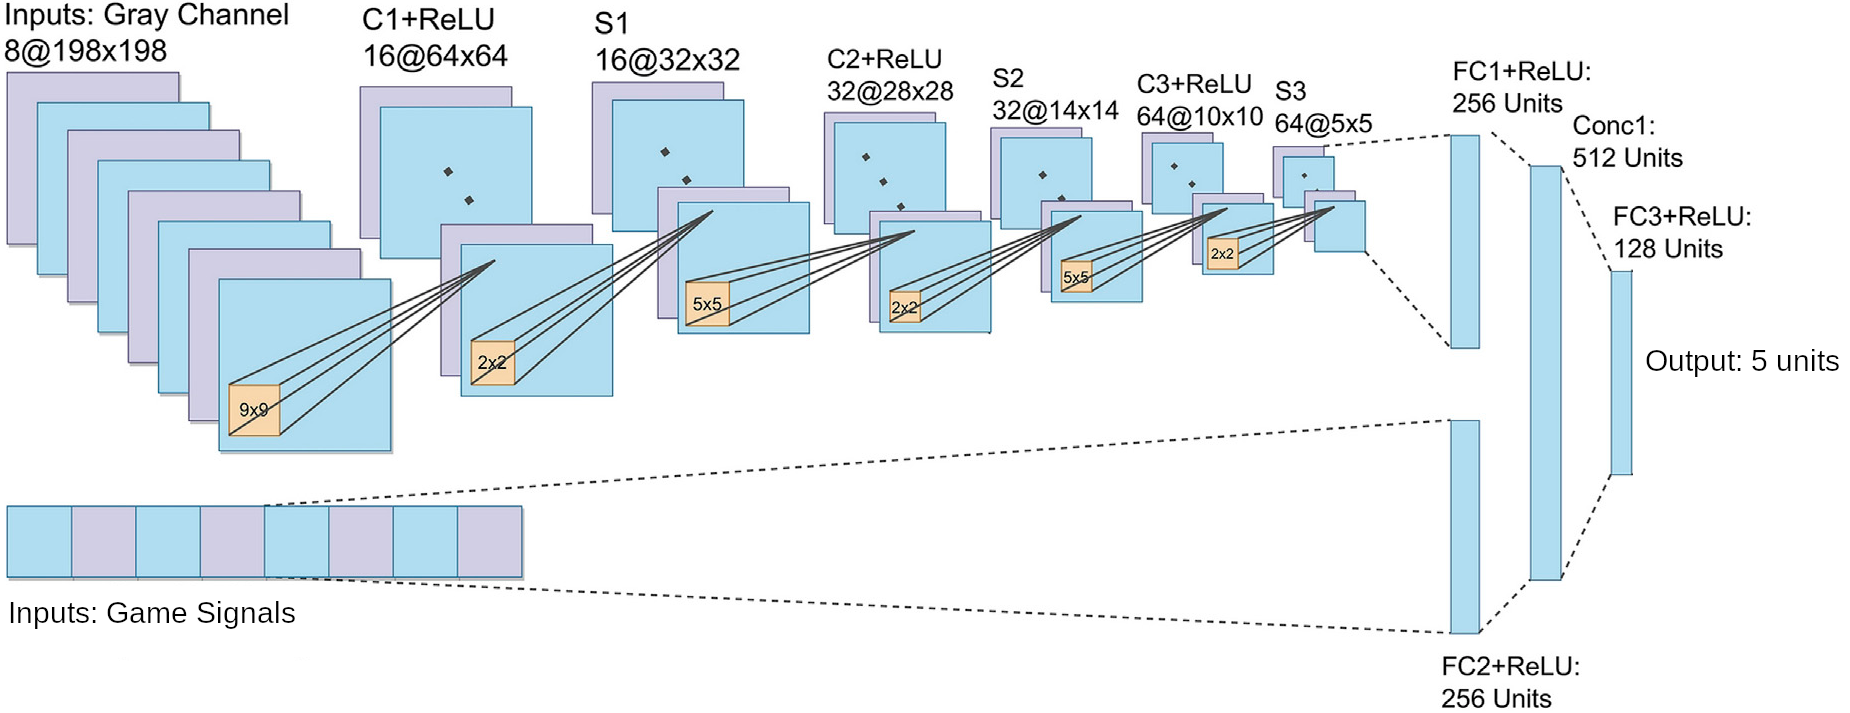 Inputs: Gray Channel
8@198x198
C1+ReLU
16@64x64
S1
16@32x32
C2+ReLU
32@28x28
S2
32@14x14
C3+ReLU
64@10x10
S3
64@5x5
FC1+ReLU:
256 Units
Conc1:
512 Units
FC3+ReLU:
128 Units
9x9
2x2
5x5
2x2
5x5
2x2
Output: 5 units
Inputs: Game Signals
FC2+ReLU:
256 Units